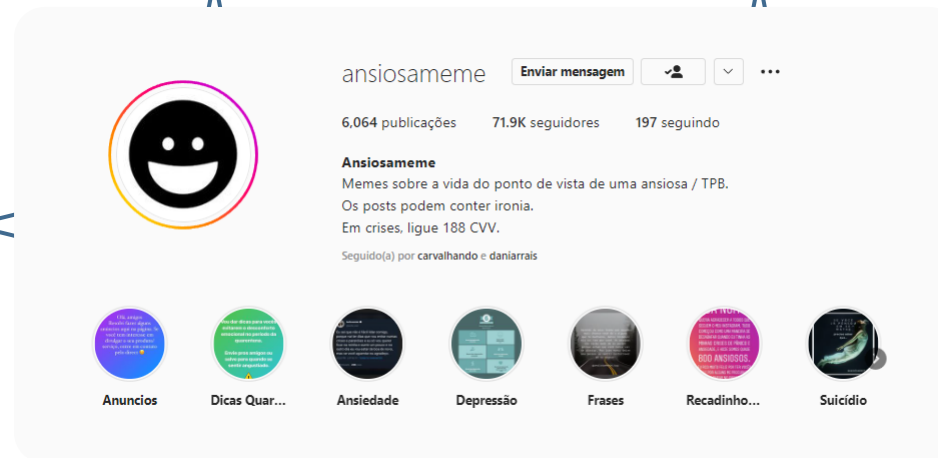 ansiosameme Enviar mensagem
6,064 publicações 71.9K seguidores 197 seguindo
Ansiosameme
Memes sobre a vida do ponto de vista de uma ansiosa / TPB.
Os posts podem conter ironia.
Em crises, ligue 188 CVV.
Seguido(a) por carvalhando e daniarrais
Anuncios Dicas Quar... Ansiedade Depressão Frases Recadinho... Suicídio